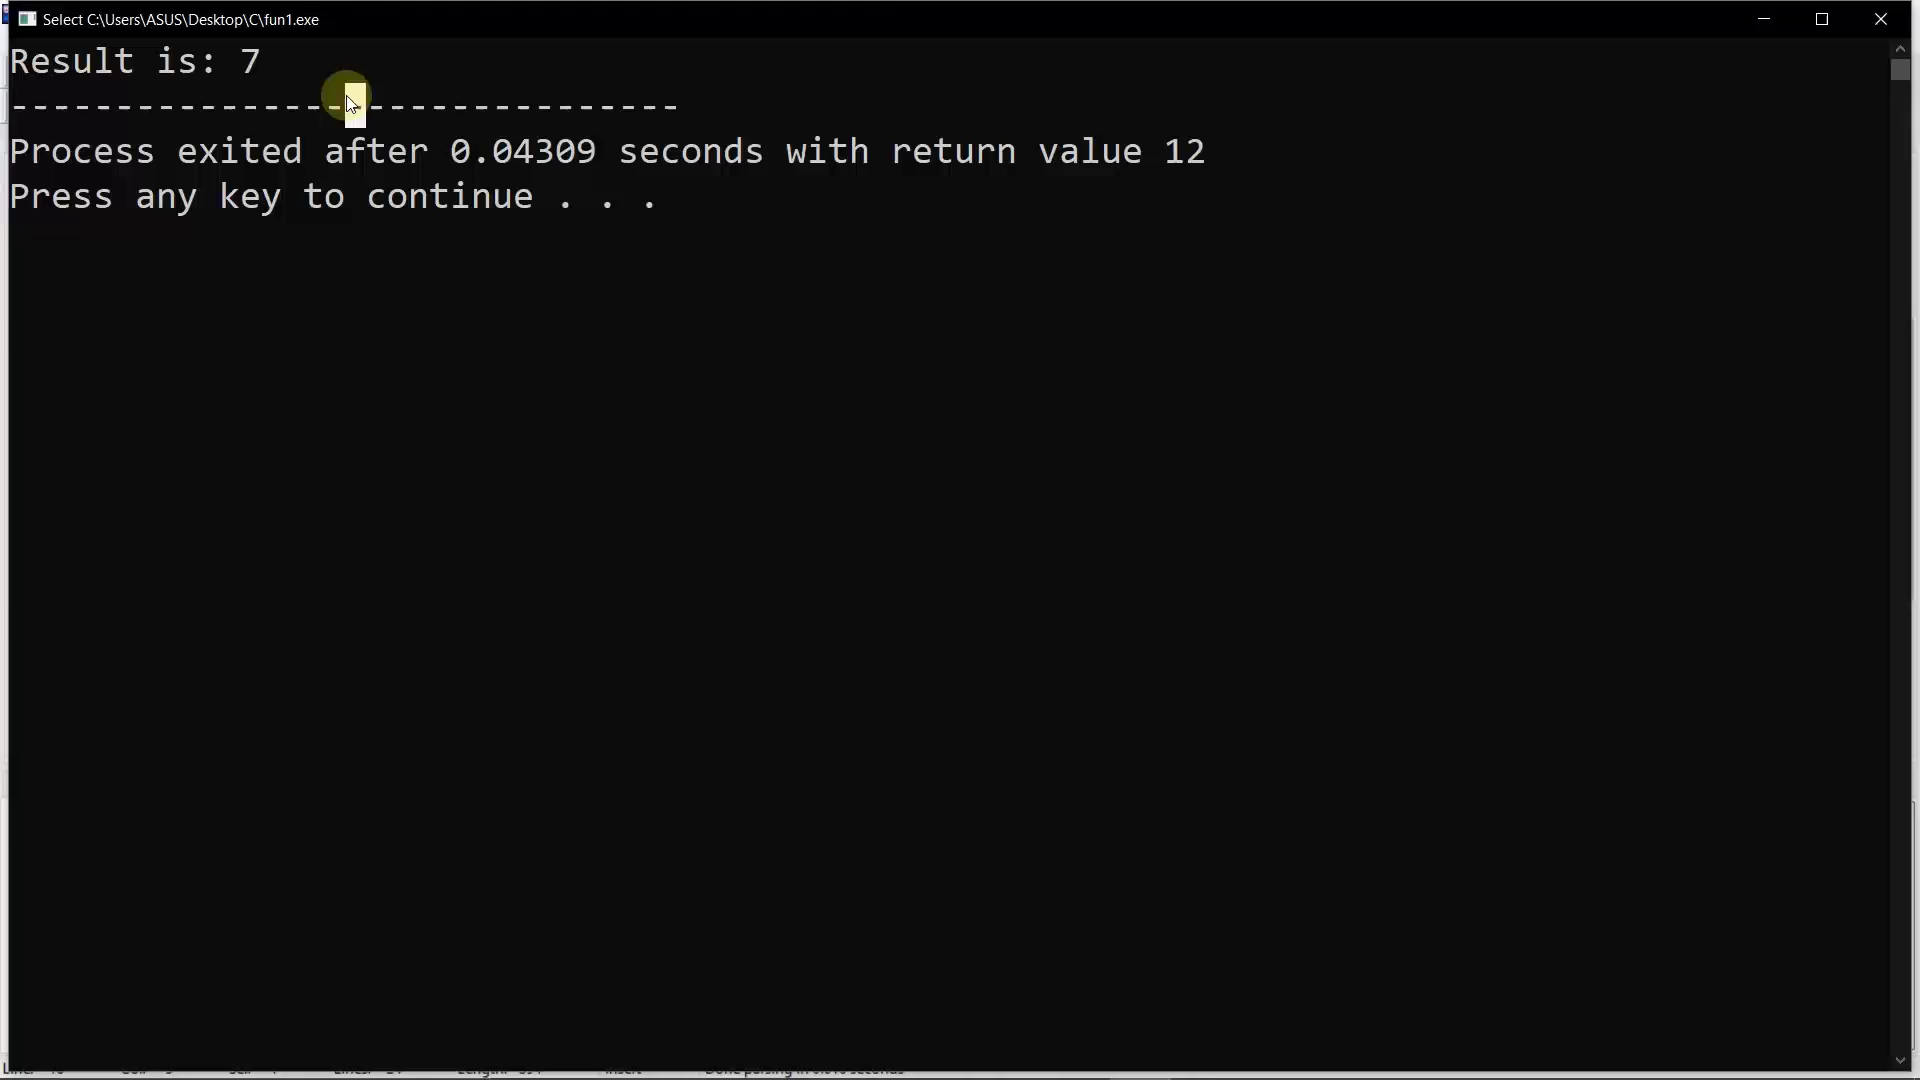 Select C:\Users\ASUS\Desktop\C\fun1.exe
Result is: 7
--------------------------------
Process exited after 0.04309 seconds with return value 12
Press any key to continue . . .